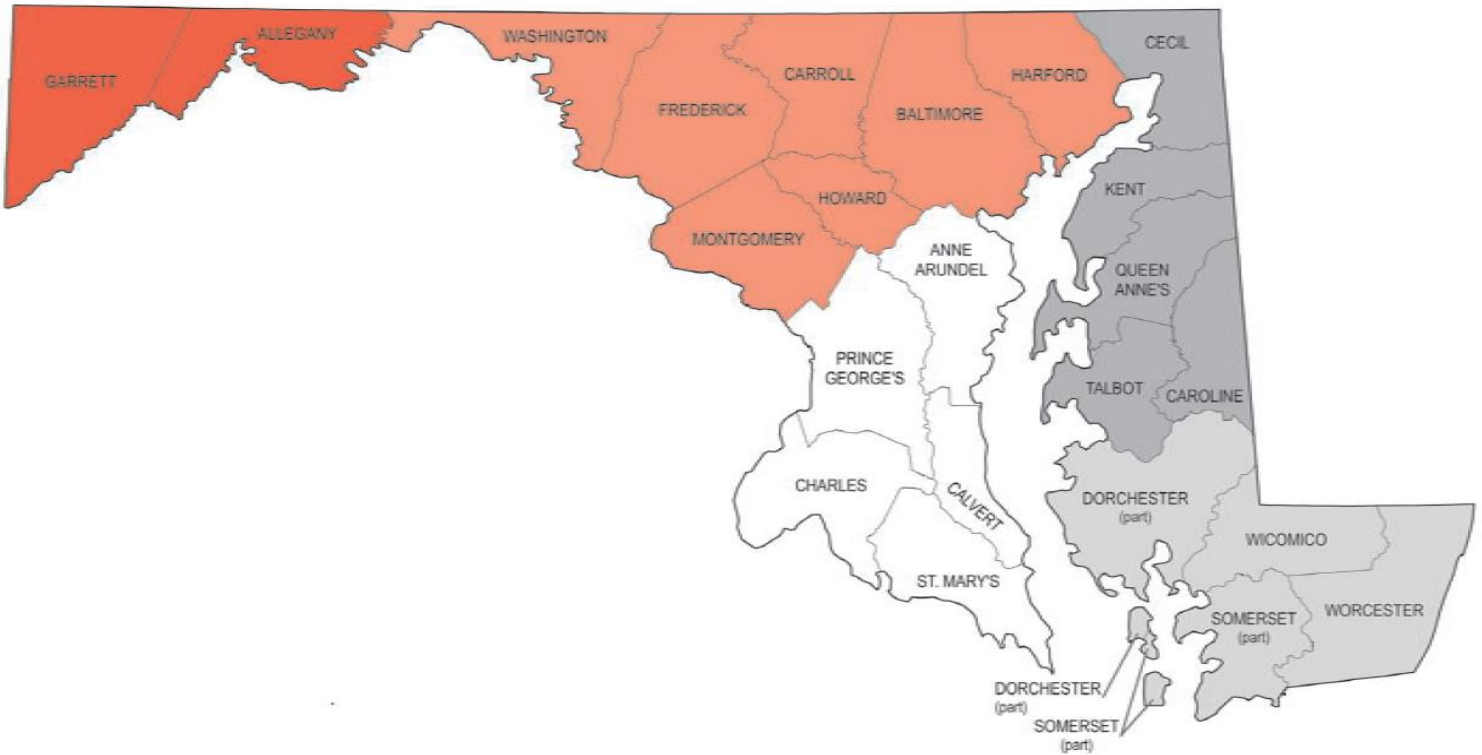 GARRETT
ALLEGANY
WASHINGTON
FREDERICK
CARROLL
BALTIMORE
HARFORD
CECIL
KENT
HOWARD
MONTGOMERY
ANNE
ARUNDEL
QUEEN
ANNE'S
PRINCE
GEORGE'S
TALBOT
CAROLINE
CHARLES
CALVERT
DORCHESTER
(part)
WICOMICO
ST. MARY'S
SOMERSET
(part)
WORCESTER
DORCHESTER
(part)
SOMERSET
(part)